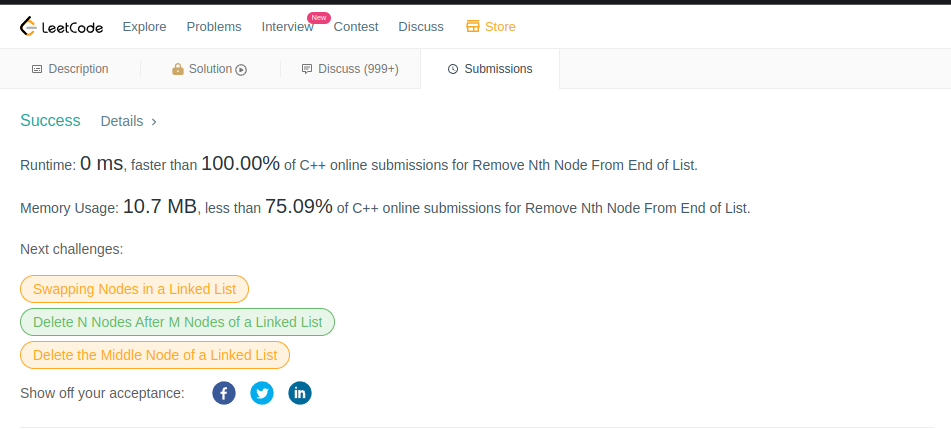 LeetCode Explore Problems Interview New Contest Discuss Store
Description Solution Discuss (999+) Submissions
Success Details >
Runtime: 0 ms, faster than 100.00% of C++ online submissions for Remove Nth Node From End of List.
Memory Usage: 10.7 MB, less than 75.09% of C++ online submissions for Remove Nth Node From End of List.
Next challenges:
Swapping Nodes in a Linked List
Delete N Nodes After M Nodes of a Linked List
Delete the Middle Node of a Linked List
Show off your acceptance: f in